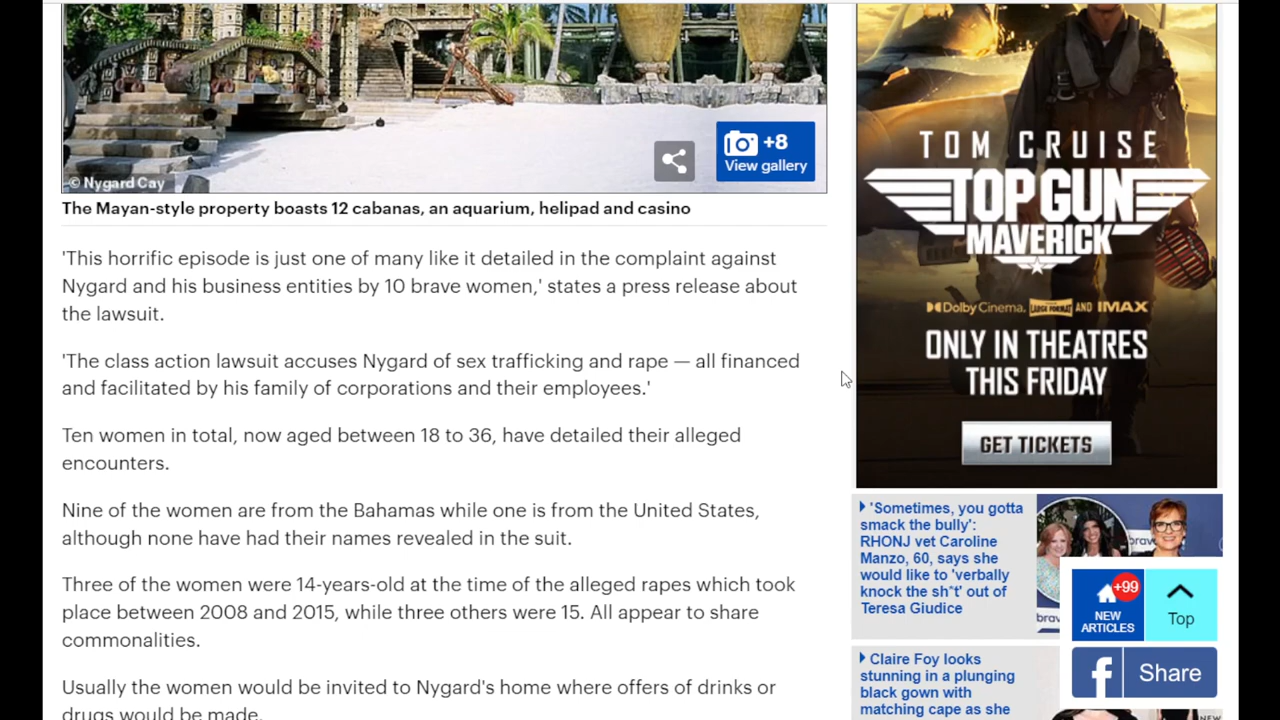 +8
View gallery
© Nygard Cay
The Mayan-style property boasts 12 cabanas, an aquarium, helipad and casino
'This horrific episode is just one of many like it detailed in the complaint against
Nygard and his business entities by 10 brave women,' states a press release about
the lawsuit.
'The class action lawsuit accuses Nygard of sex trafficking and rape — all financed
and facilitated by his family of corporations and their employees.'
Ten women in total, now aged between 18 to 36, have detailed their alleged
encounters.
Nine of the women are from the Bahamas while one is from the United States,
although none have had their names revealed in the suit.
Three of the women were 14-years-old at the time of the alleged rapes which took
place between 2008 and 2015, while three others were 15. All appear to share
commonalities.
Usually the women would be invited to Nygard's home where offers of drinks or
drugs would be made.
TOM CRUISE
TOP GUN
MAVERICK
Dolby Cinema, LARGE FORMAT AND IMAX
ONLY IN THEATRES
THIS FRIDAY
GET TICKETS
'Sometimes, you gotta
smack the bully':
RHONJ vet Caroline
Manzo, 60, says she
would like to 'verbally
knock the sh*t' out of
Teresa Giudice
Claire Foy looks
stunning in a plunging
black gown with
matching cape as she
brav
bravo
+99
NEW
ARTICLES
Top
Share
NEW